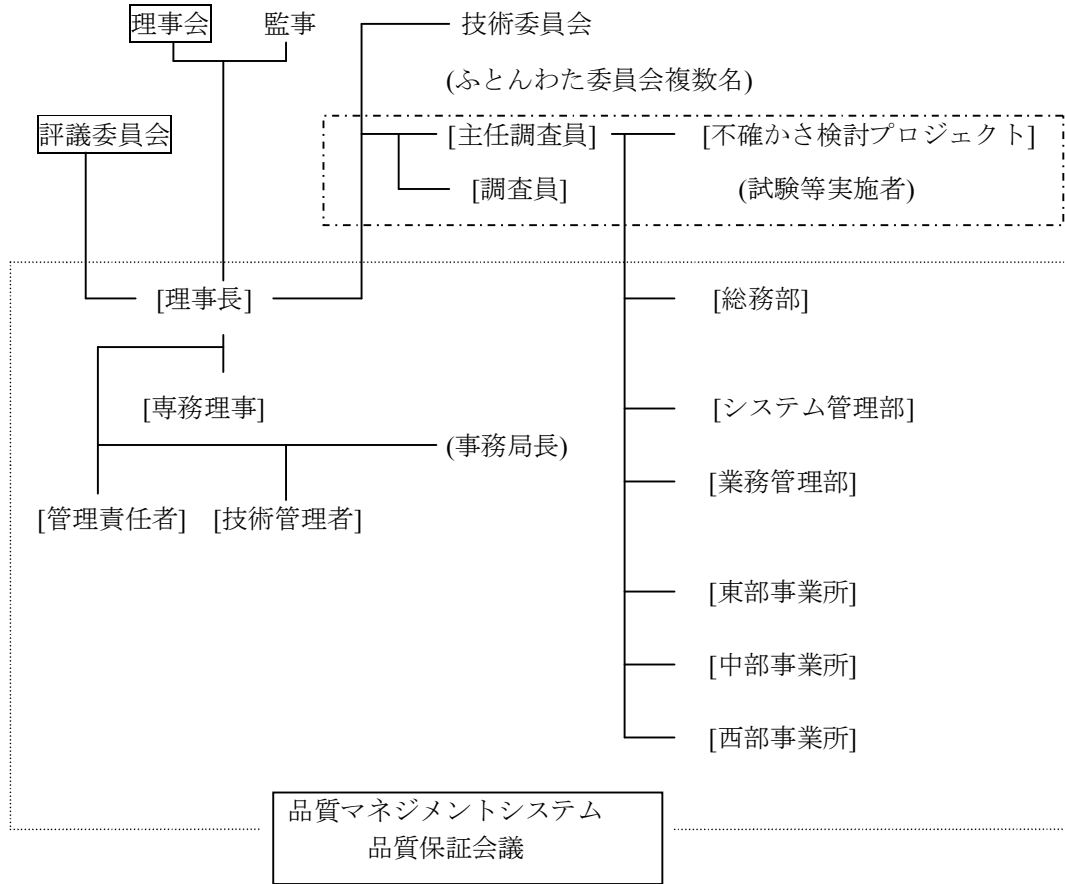 理事会
監事
技術委員会
(ふとんわた委員会複数名)
評議委員会
[主任調査員]
[不確かさ検討プロジェクト]
[調査員]
(試験等実施者)
[理事長]
[総務部]
[専務理事]
[システム管理部]
(事務局長)
[業務管理部]
[管理責任者]
[技術管理者]
[東部事業所]
[中部事業所]
[西部事業所]
品質マネジメントシステム
品質保証会議